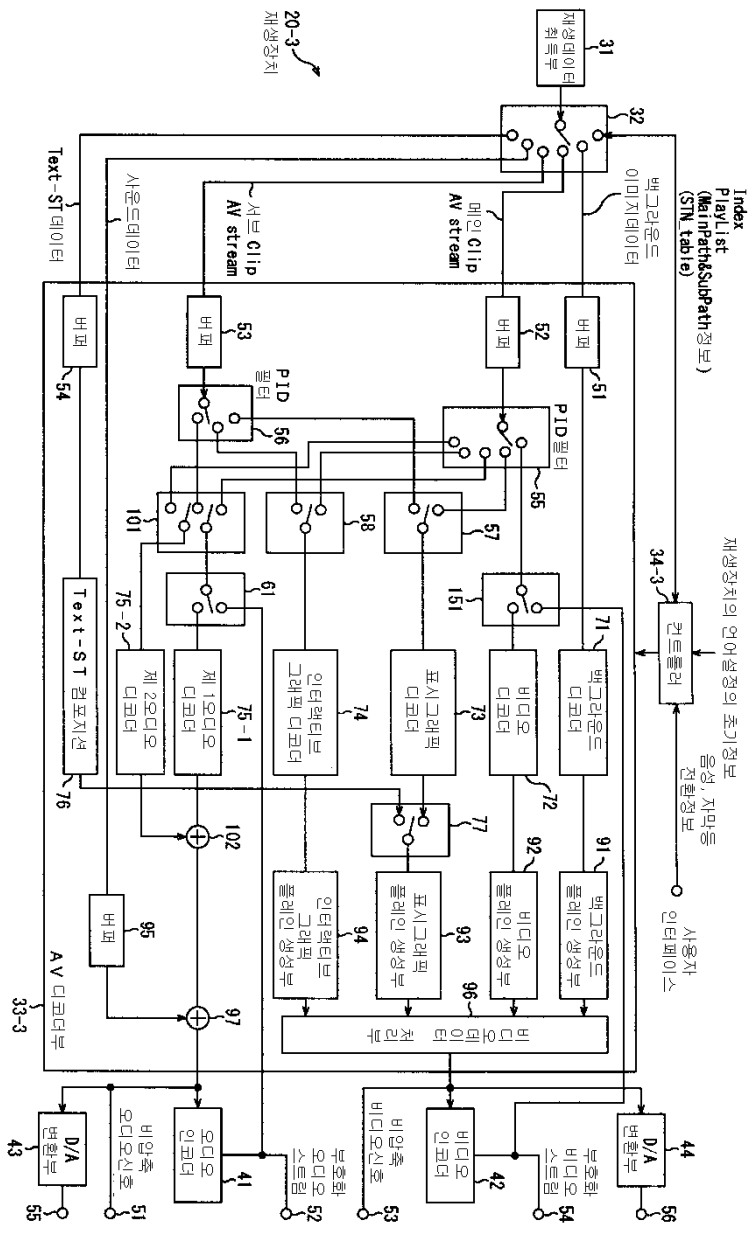 20-3
재생장치
31
재생데이터
취득부
32
Index
PlayList
(MainPath&SubPath정보)
(STN_table)
백그라운드
이미지데이터
메인 Clip
AV stream
서브 Clip
AV stream
사운드데이터
Text-ST데이터
재생장치의 언어설정의 초기정보
34-3
컨트롤러
음성, 자막등
전환정보
사용자
인터페이스
버퍼
51
버퍼
52
버퍼
53
버퍼
54
PID필터
55
PID
필터
56
57
58
101
151
61
71
백그라운드
디코더
비디오
디코더
72
표시그래픽
디코더
73
인터랙티브
그래픽 디코더
74
제 1오디오
디코더
75-1
75-2
제 2오디오
디코더
Text-ST 컴포지션
76
77
102
91
백그라운드
플레인 생성부
92
비디오
플레인 생성부
표시그래픽
플레인 생성부
93
인터랙티브
그래픽
플레인 생성부
94
버퍼
95
96
비디오데이터 처리부
97
AV 디코더부
33-3
D/A
변환부
44
56
부호화
비디오
스트림
54
비디오
인코더
42
비압축
비디오신호
53
부호화
오디오
스트림
52
오디오
인코더
41
비압축
오디오신호
51
D/A
변환부
43
55